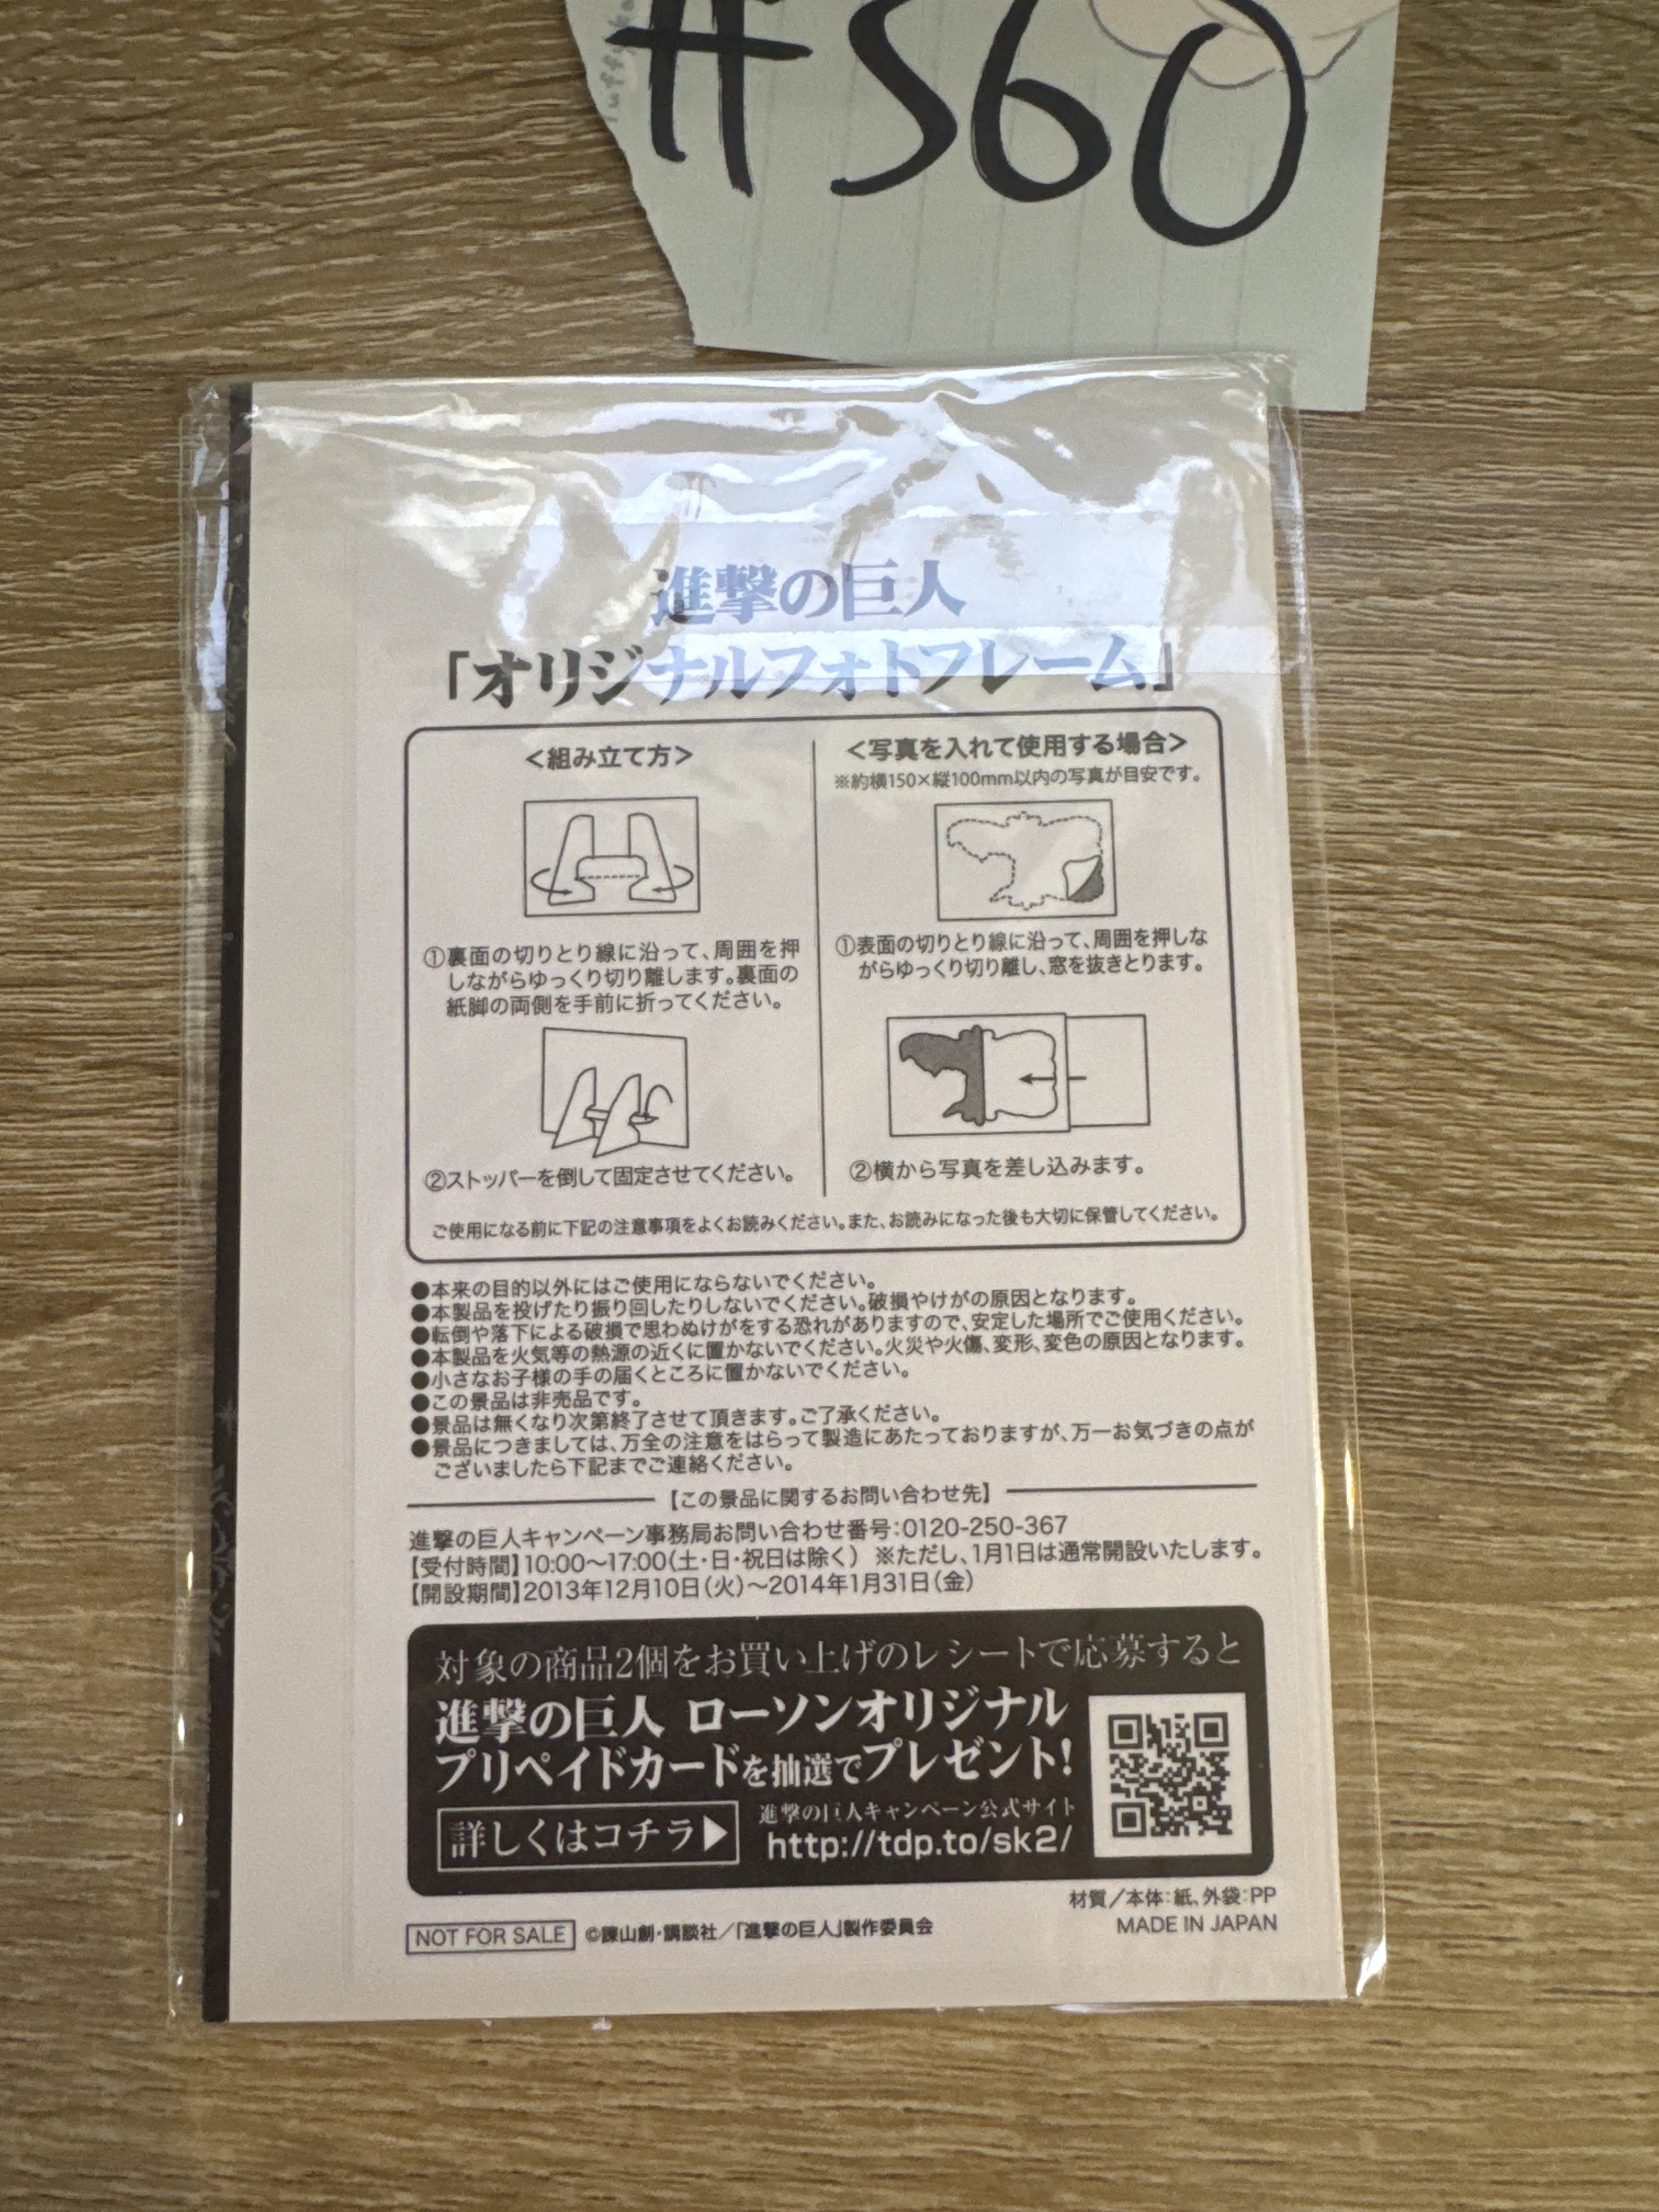 #560
進撃の巨人
「オリジナルフォトフレーム」
＜組み立て方＞
①裏面の切りとり線に沿って、周囲を押
しながらゆっくり切り離します。裏面の
紙脚の両側を手前に折ってください。
②ストッパーを倒して固定させてください。
＜写真を入れて使用する場合＞
※約横150×縦100mm以内の写真が目安です。
①表面の切りとり線に沿って、周囲を押しな
がらゆっくり切り離し、窓を抜きとります。
②横から写真を差し込みます。
ご使用になる前に下記の注意事項をよくお読みください。また、お読みになった後も大切に保管してください。
●本来の目的以外にはご使用にならないでください。
●本製品を投げたり振り回したりしないでください。破損やけがの原因となります。
●転倒や落下による破損で思わぬけがをする恐れがありますので、安定した場所でご使用ください。
●本製品を火気等の熱源の近くに置かないでください。火災や火傷、変形、変色の原因となります。
●小さなお子様の手の届くところに置かないでください。
●この景品は非売品です。
●景品は無くなり次第終了させて頂きます。ご了承ください。
●景品につきましては、万全の注意をはらって製造にあたっておりますが、万一お気づきの点が
ございましたら下記までご連絡ください。
【この景品に関するお問い合わせ先】
進撃の巨人キャンペーン事務局お問い合わせ番号：0120-250-367
【受付時間】10:00〜17:00（土・日・祝日は除く） ※ただし、1月1日は通常開設いたします。
【開設期間】2013年12月10日（火）〜2014年1月31日（金）
対象の商品2個をお買い上げのレシートで応募すると
進撃の巨人 ローソンオリジナル
プリペイドカードを抽選でプレゼント!
詳しくはコチラ▶
進撃の巨人キャンペーン公式サイト
http://tdp.to/sk2/
材質／本体：紙、外袋：PP
MADE IN JAPAN
NOT FOR SALE ©諫山創・講談社／「進撃の巨人」製作委員会